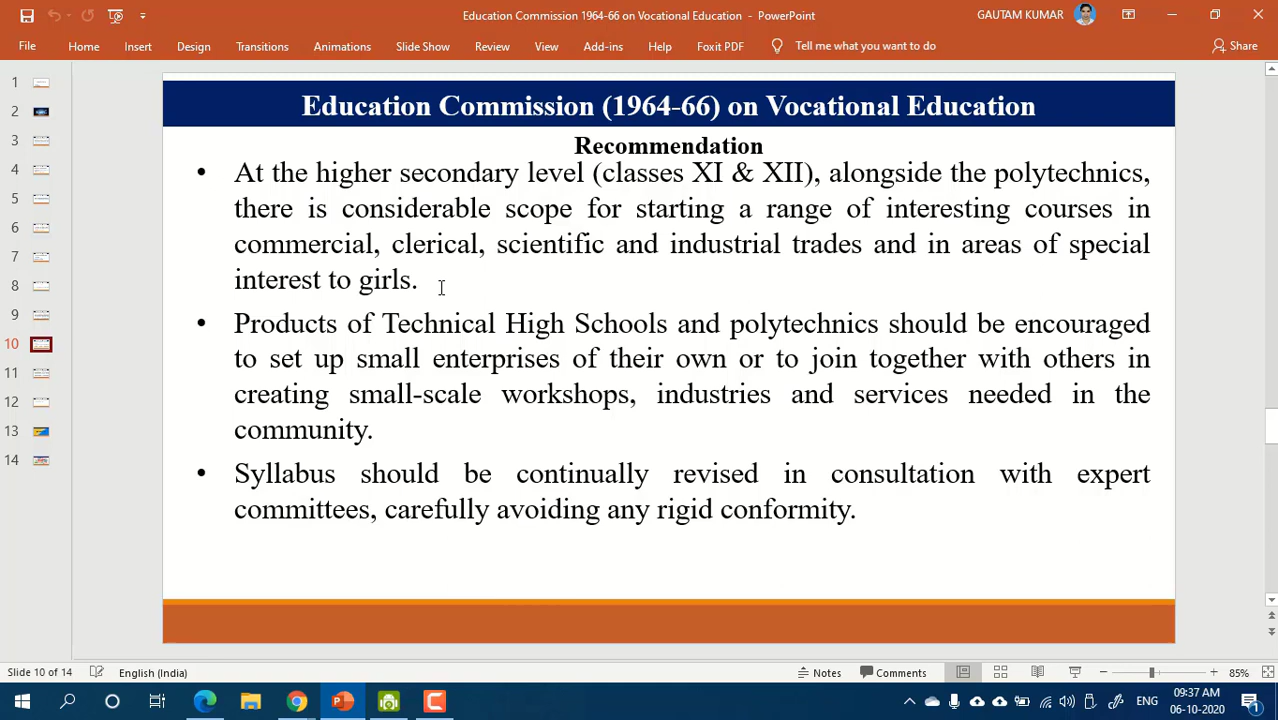 Education Commission 1964-66 on Vocational Education - PowerPoint
GAUTAM KUMAR
File Home Insert Design Transitions Animations Slide Show Review View Add-ins Help Foxit PDF Tell me what you want to do Share
1
2
3
4
5
6
7
8
9
10
11
12
13
14
Education Commission (1964-66) on Vocational Education
Recommendation
• At the higher secondary level (classes XI & XII), alongside the polytechnics,
there is considerable scope for starting a range of interesting courses in
commercial, clerical, scientific and industrial trades and in areas of special
interest to girls.
• Products of Technical High Schools and polytechnics should be encouraged
to set up small enterprises of their own or to join together with others in
creating small-scale workshops, industries and services needed in the
community.
• Syllabus should be continually revised in consultation with expert
committees, carefully avoiding any rigid conformity.
Slide 10 of 14 English (India) Notes Comments 85%
ENG
09:37 AM
06-10-2020
1